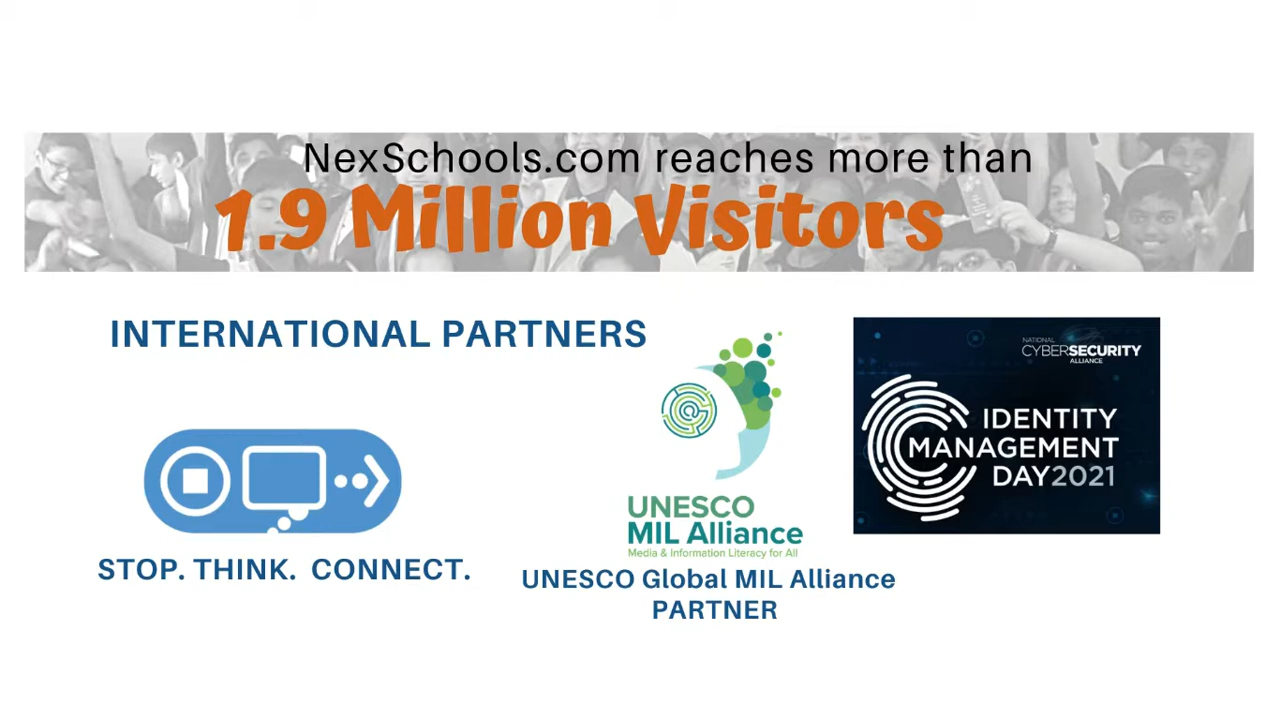 NexSchools.com reaches more than
1.9 Million Visitors
INTERNATIONAL PARTNERS
STOP. THINK. CONNECT.
UNESCO
MIL Alliance
Media & Information Literacy for All
UNESCO Global MIL Alliance
PARTNER
NATIONAL
CYBERSECURITY
ALLIANCE
IDENTITY
MANAGEMENT
DAY2021